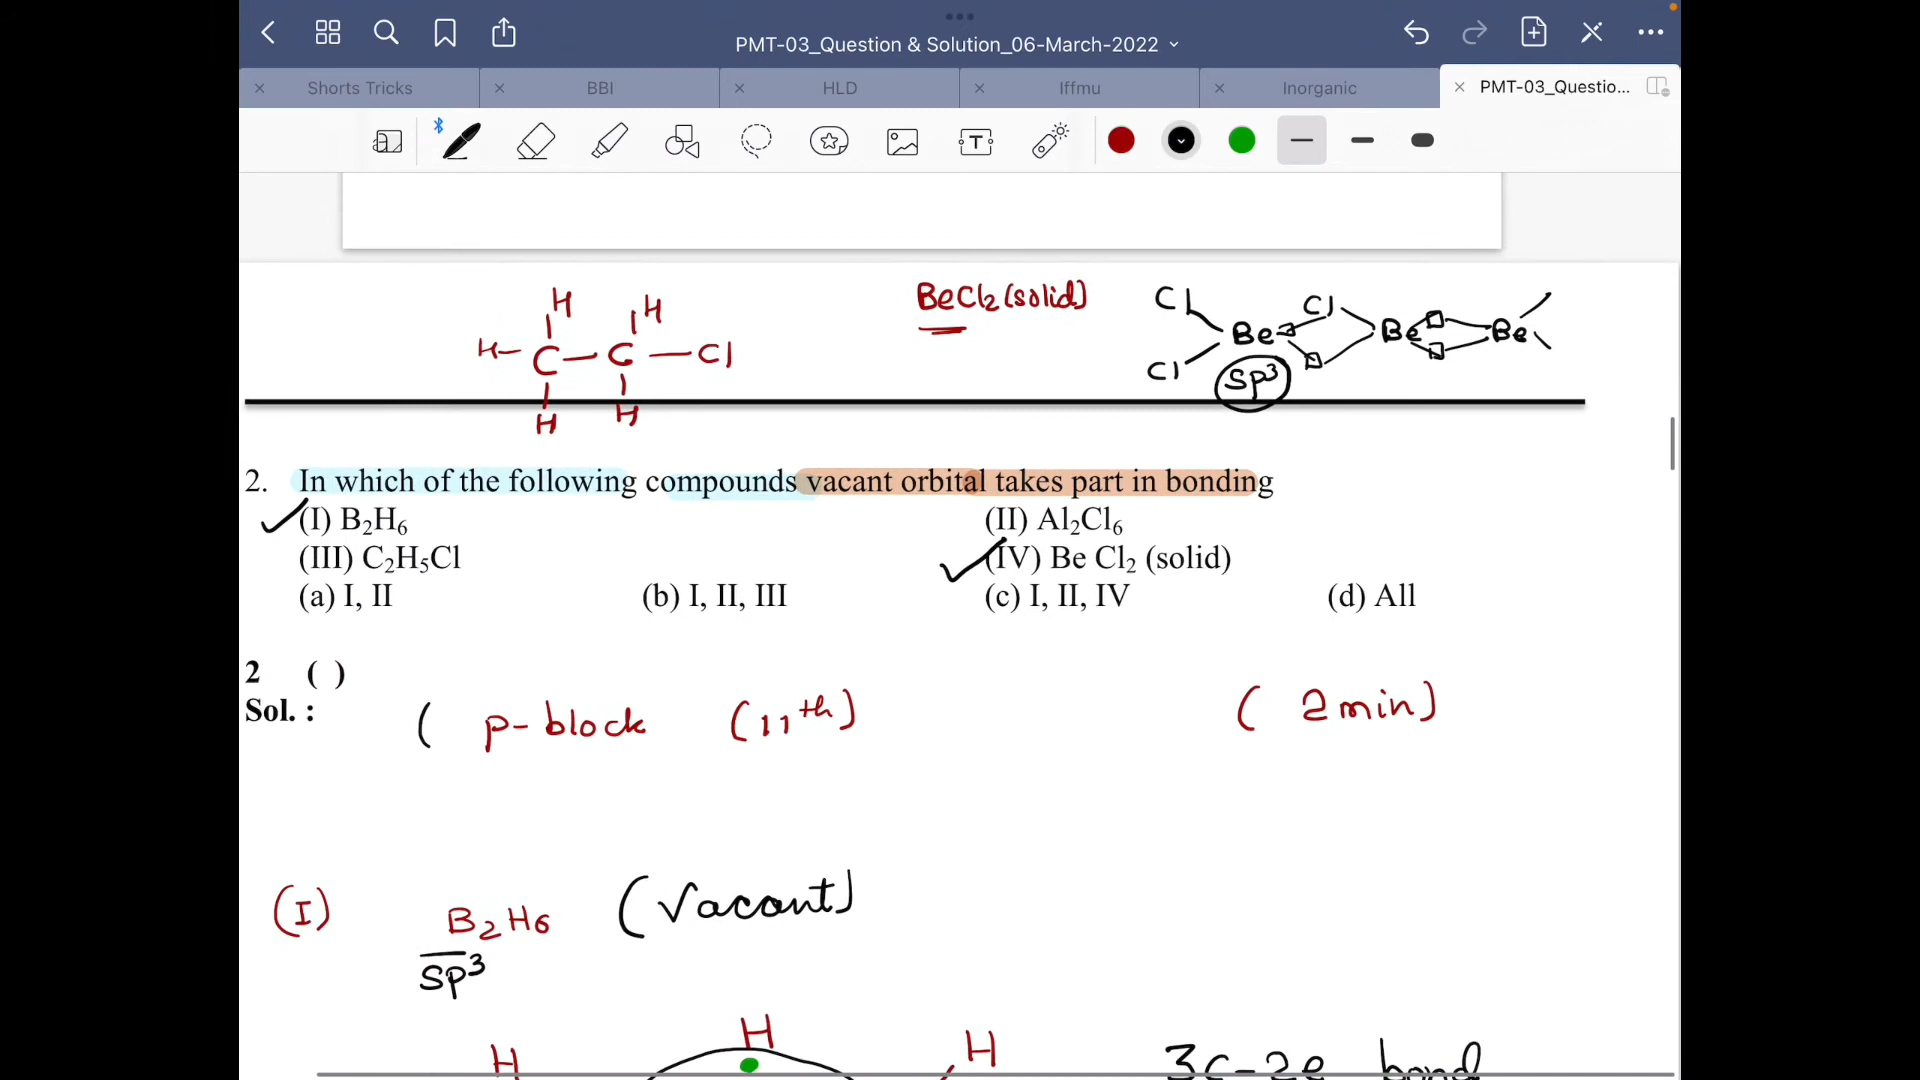 PMT-03_Question & Solution_06-March-2022
Shorts Tricks
BBI
HLD
Iffmu
Inorganic
PMT-03_Questio...
T
H
H
H-C-C-Cl
H
H
BeCl2 (solid)
Cl
Cl
Be
Be
Be
Cl
Sp³
2. In which of the following compounds vacant orbital takes part in bonding
(I) B₂H₆ (II) Al₂Cl₆
(III) C₂H₅Cl (IV) Be Cl₂ (solid)
(a) I, II (b) I, II, III (c) I, II, IV (d) All
2 ( )
Sol. :
( p-block (11th) ( 2 min)
(I) B₂H₆ (Vacant)
Sp³
H
H
H
3c-2e bond